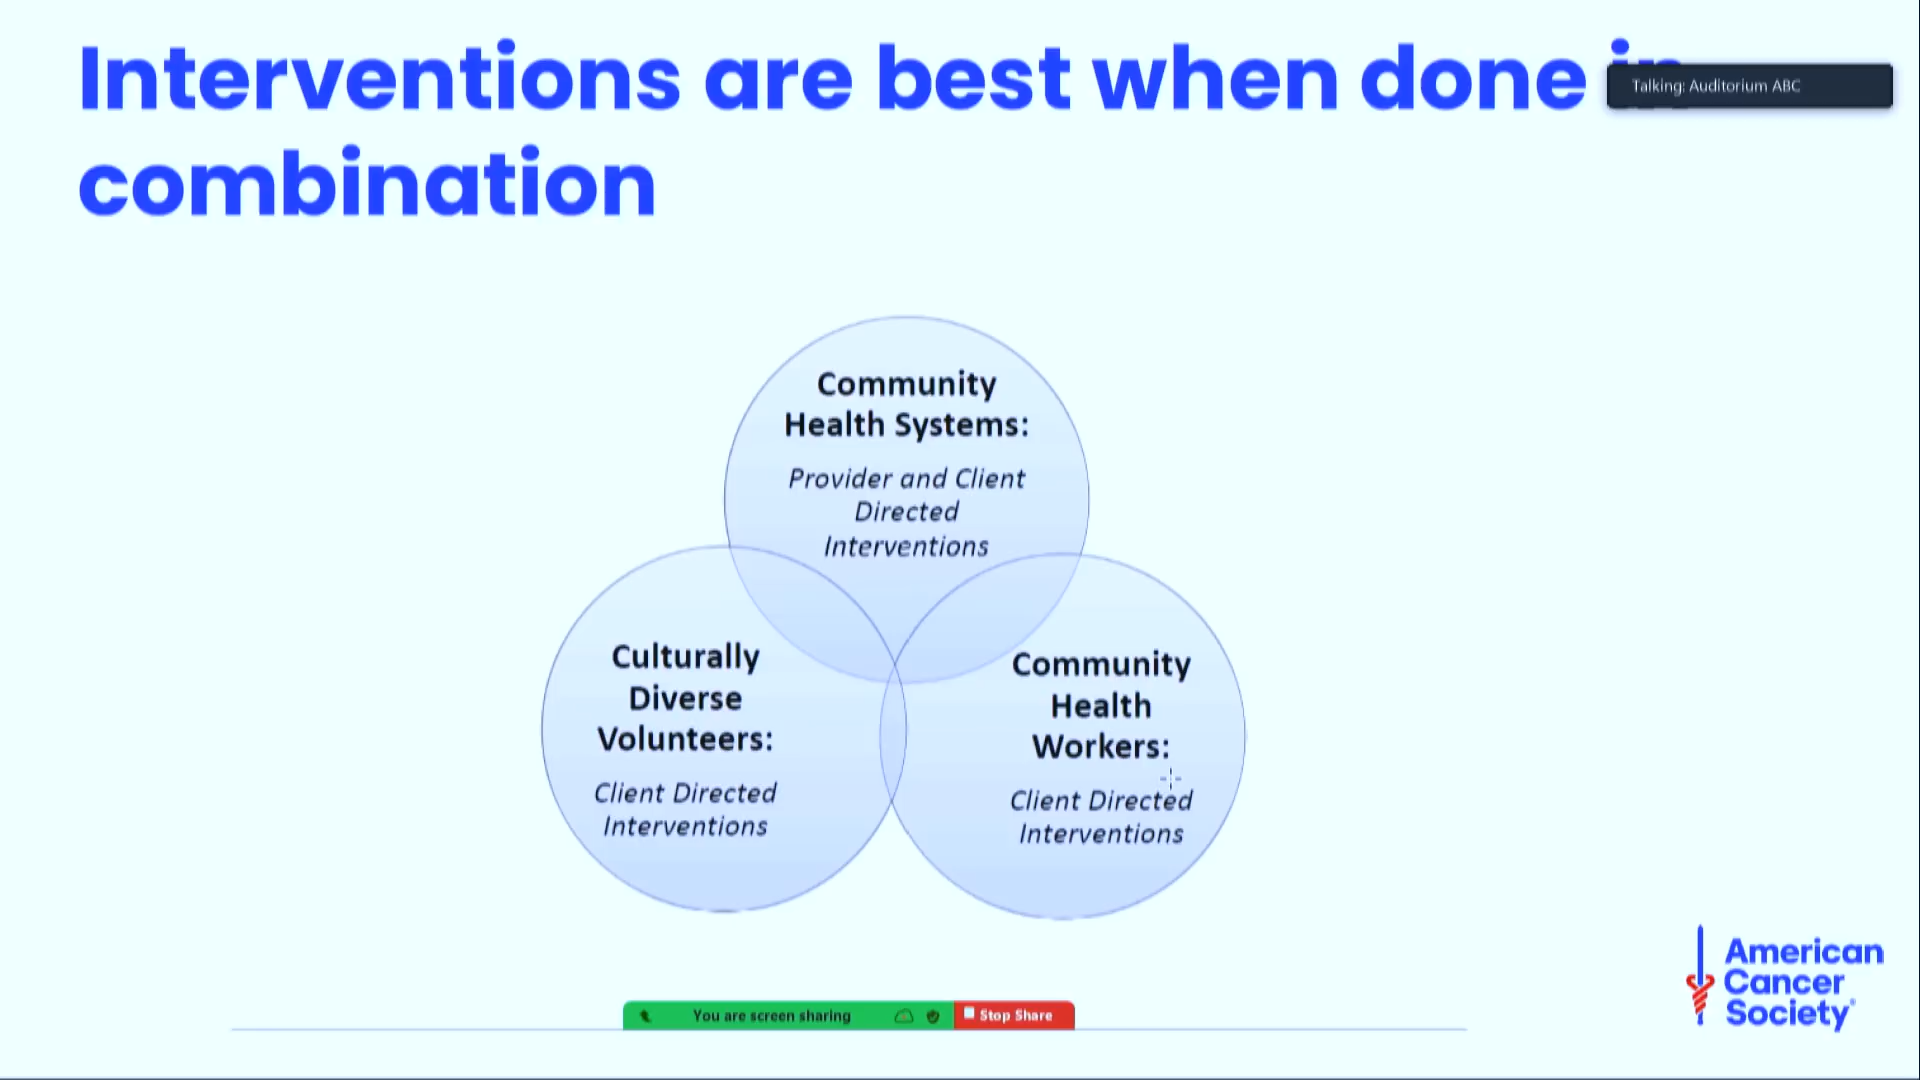 Interventions are best when done in
combination
Talking: Auditorium ABC
Community
Health Systems:
Provider and Client
Directed
Interventions
Culturally
Diverse
Volunteers:
Client Directed
Interventions
Community
Health
Workers:
Client Directed
Interventions
You are screen sharing
Stop Share
American
Cancer
Society®